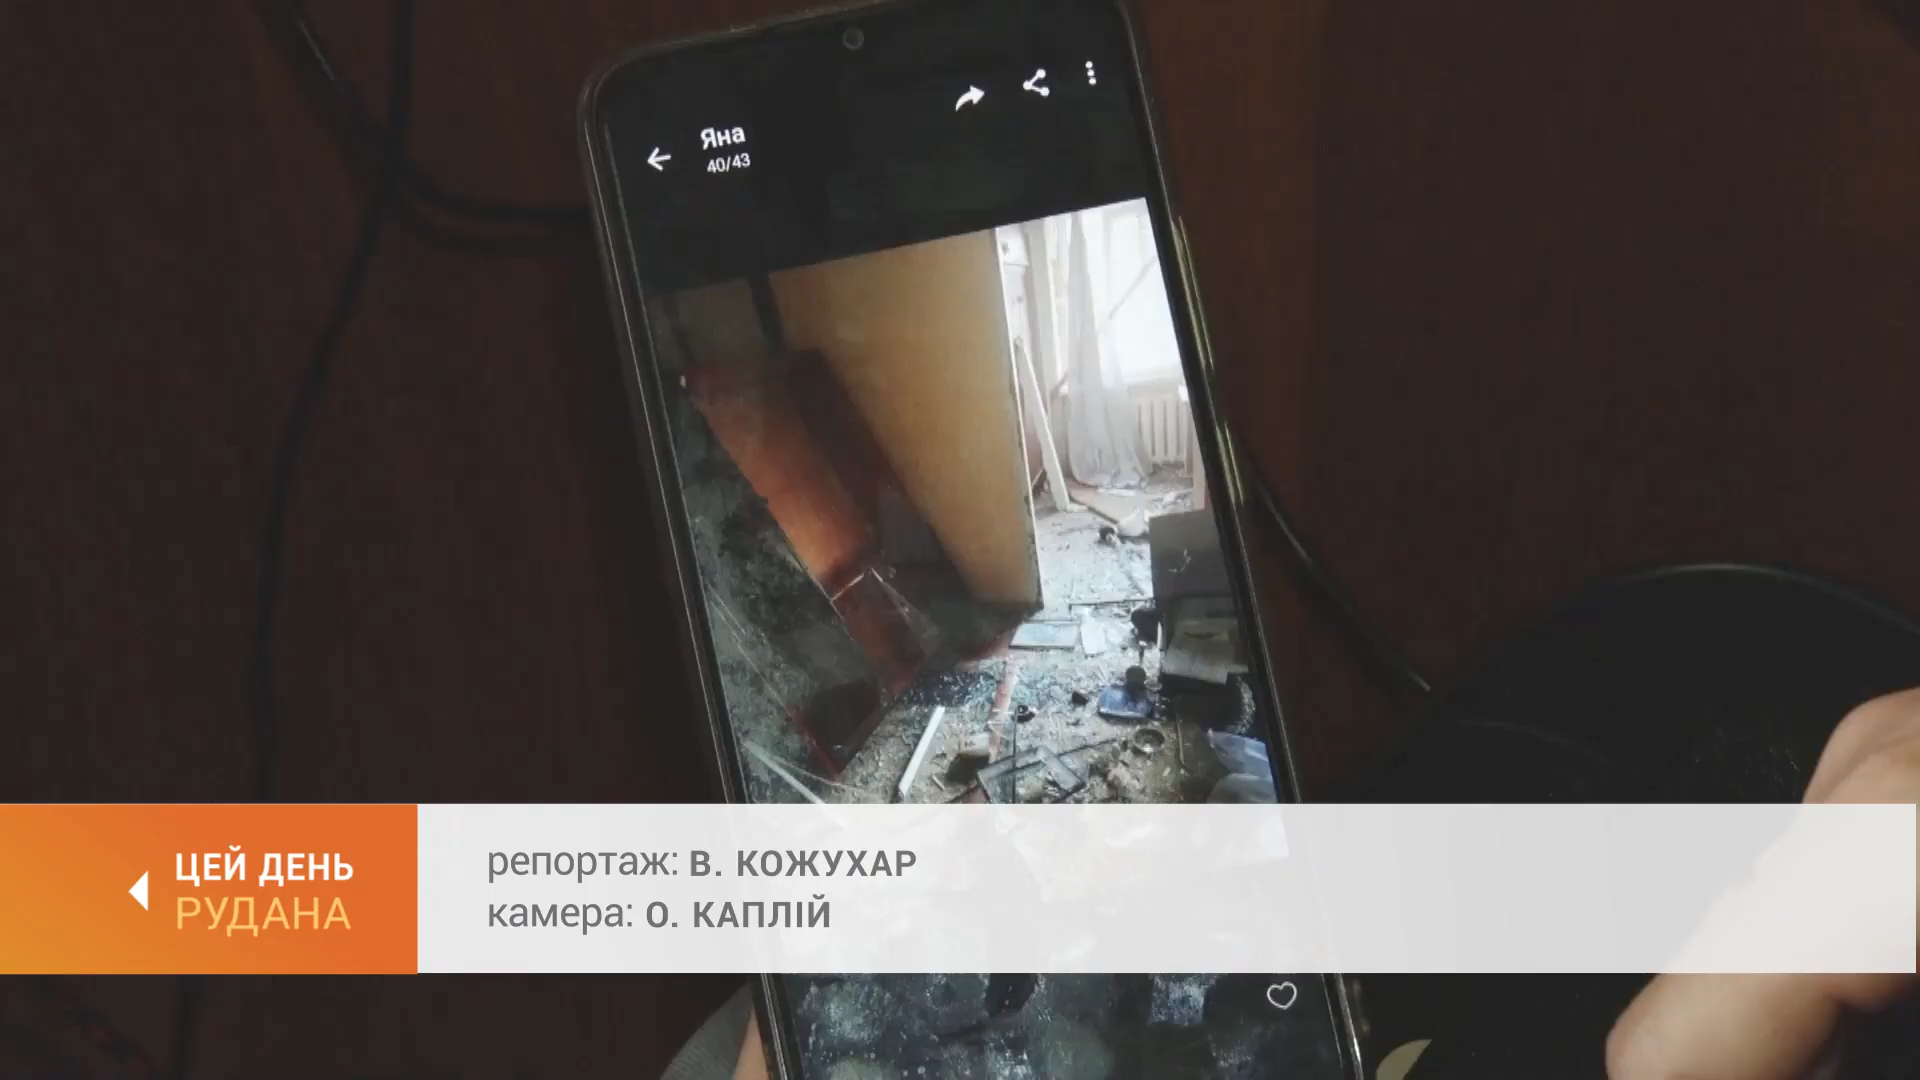 Яна
40/43
ЦЕЙ ДЕНЬ
РУДАНА
репортаж: В. КОЖУХАР
камера: О. КАПЛІЙ